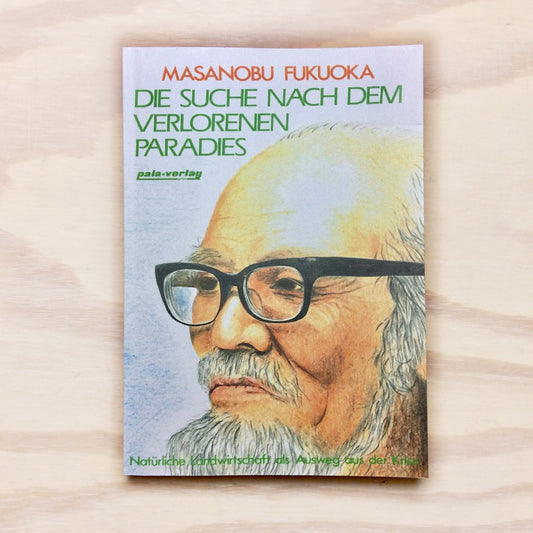 MASANOBU FUKUOKA
DIE SUCHE NACH DEM
VERLORENEN
PARADIES
pala-verlag
Natürliche Landwirtschaft als Ausweg aus der Krise